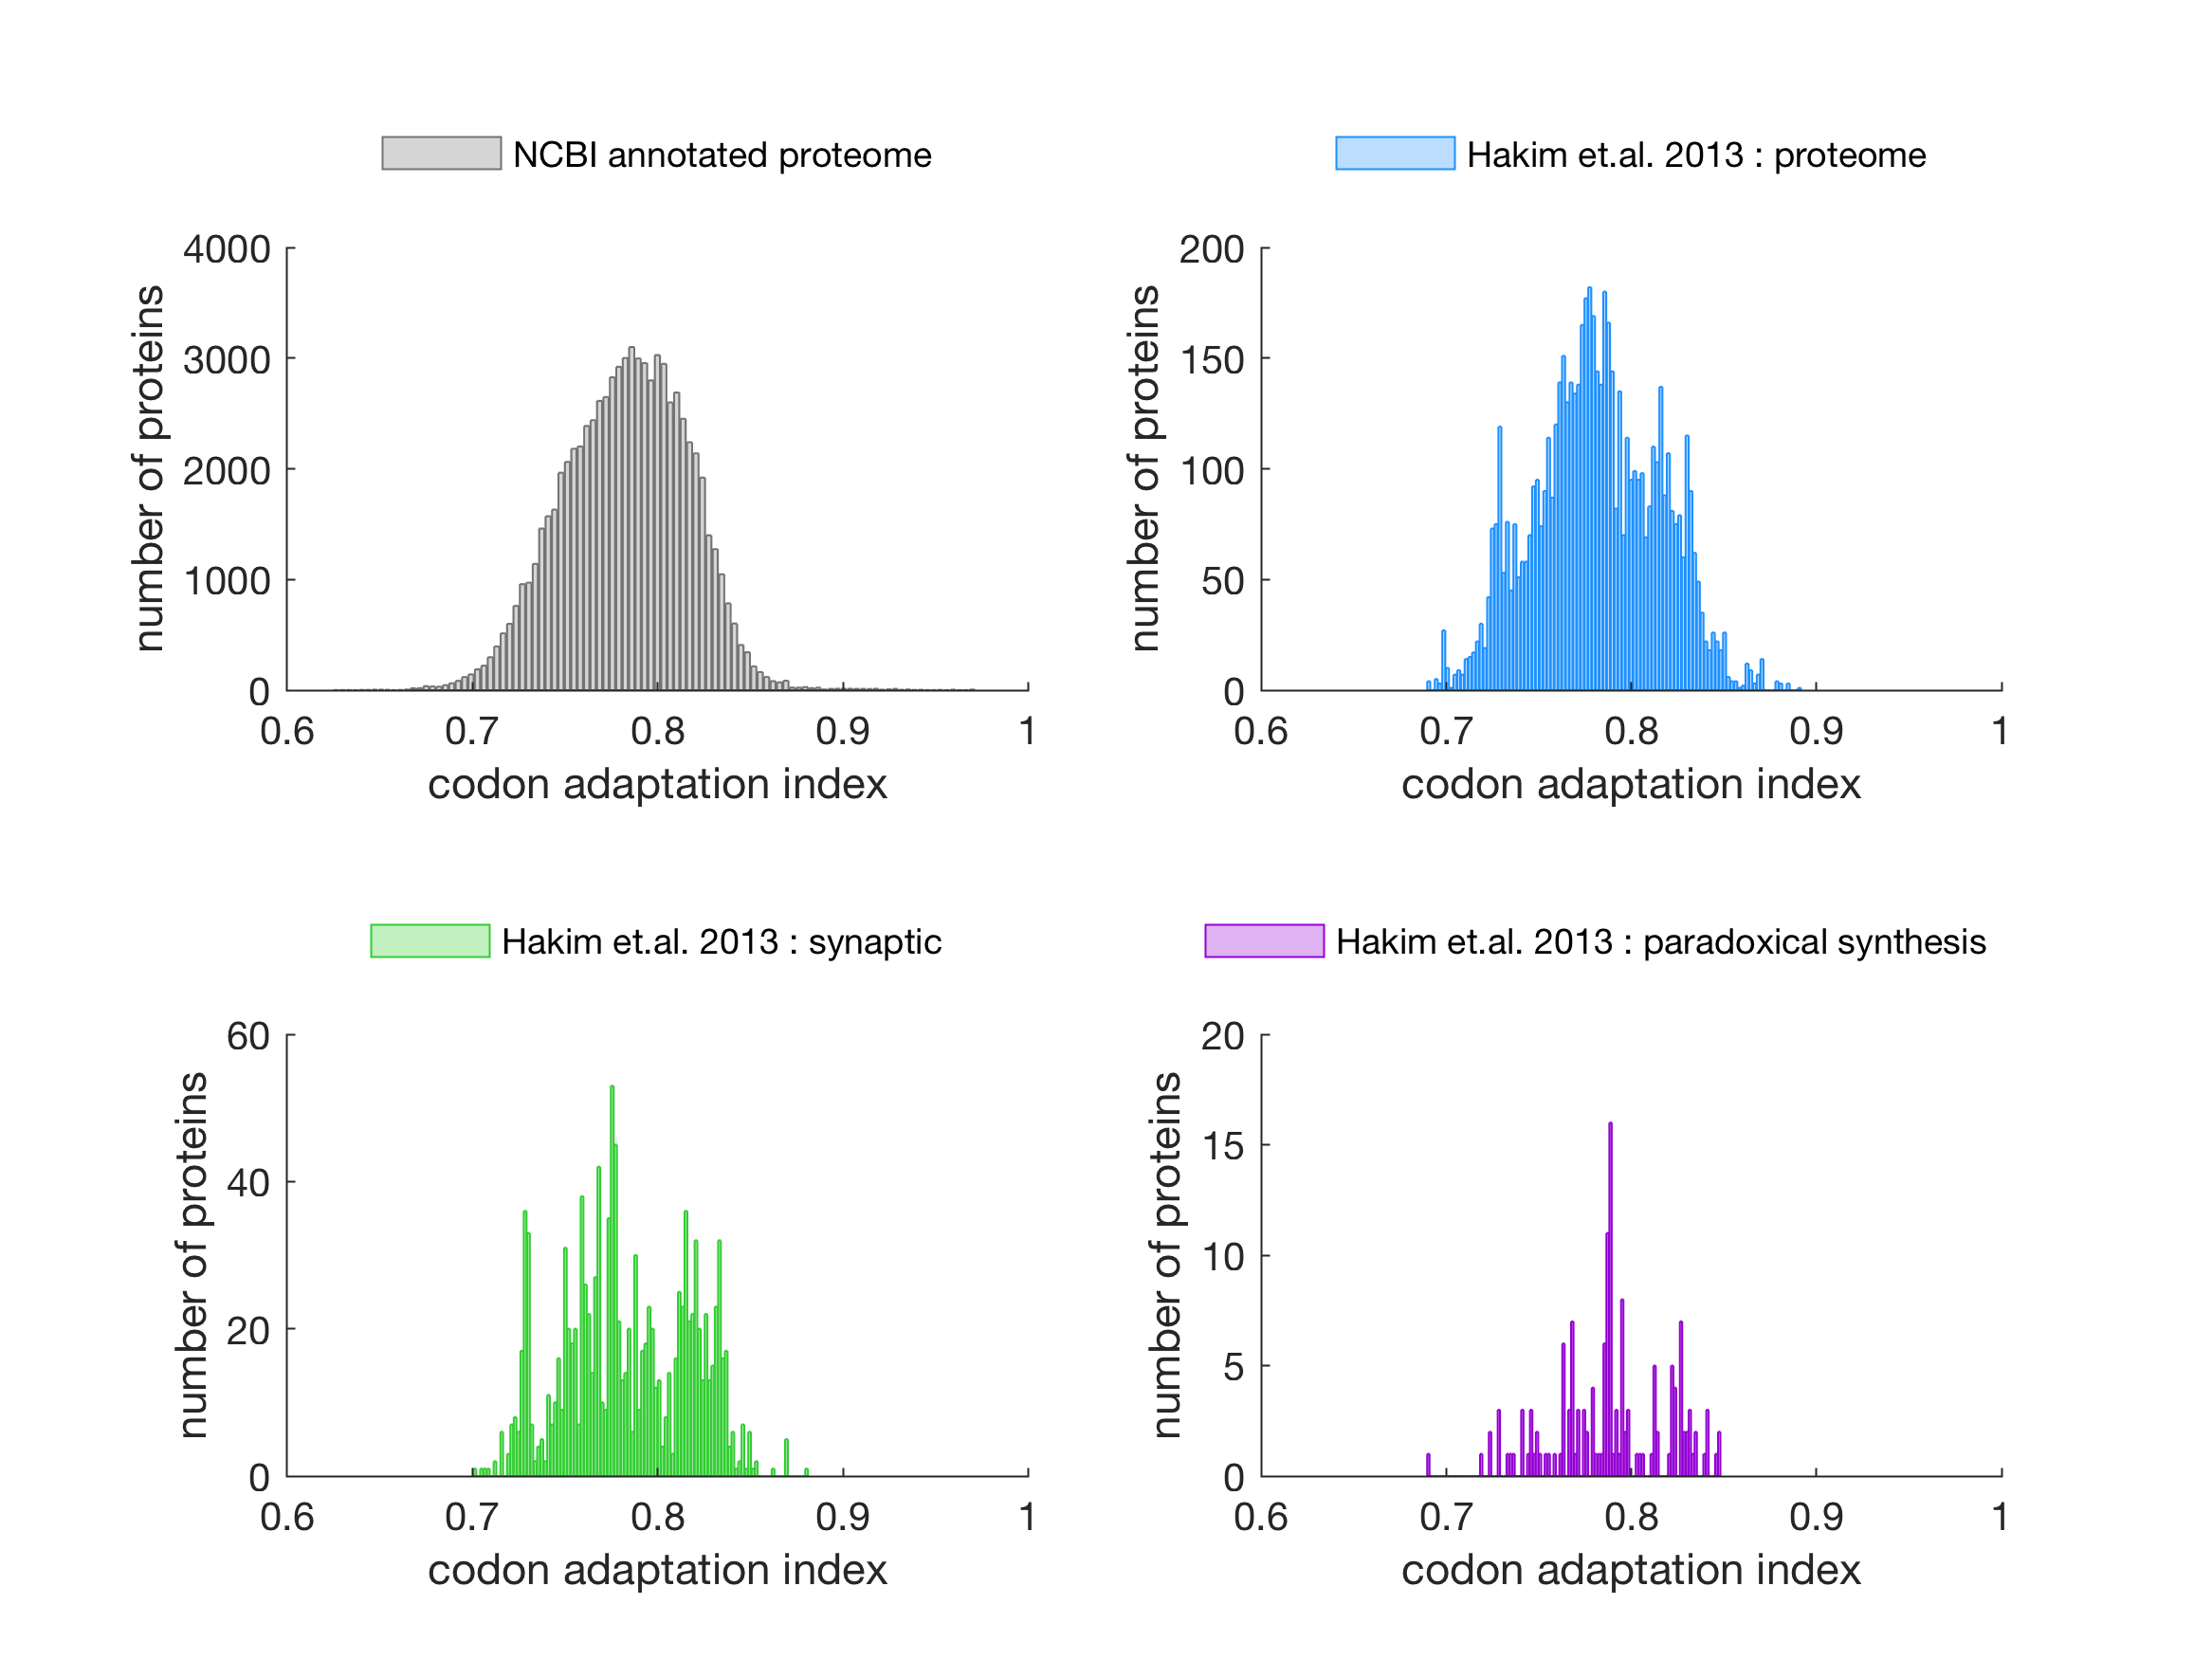 NCBI annotated proteome
4000
3000
2000
1000
0
number of proteins
0.6 0.7 0.8 0.9 1
codon adaptation index
Hakim et.al. 2013 : proteome
200
150
100
50
0
number of proteins
0.6 0.7 0.8 0.9 1
codon adaptation index
Hakim et.al. 2013 : synaptic
60
40
20
0
number of proteins
0.6 0.7 0.8 0.9 1
codon adaptation index
Hakim et.al. 2013 : paradoxical synthesis
20
15
10
5
0
number of proteins
0.6 0.7 0.8 0.9 1
codon adaptation index